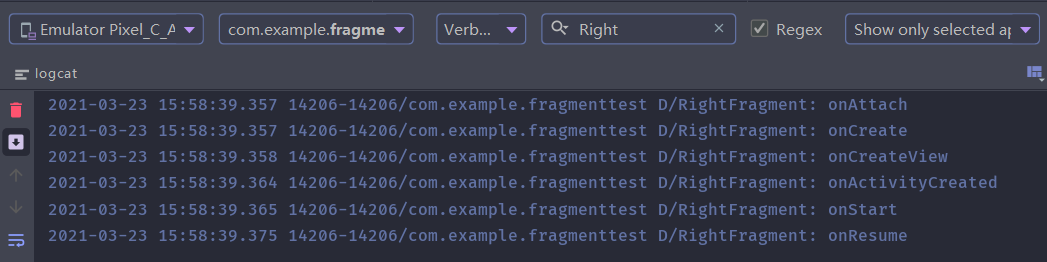 Emulator Pixel_C_A com.example.fragme Verb... Right Regex Show only selected ap
logcat
2021-03-23 15:58:39.357 14206-14206/com.example.fragmenttest D/RightFragment: onAttach
2021-03-23 15:58:39.357 14206-14206/com.example.fragmenttest D/RightFragment: onCreate
2021-03-23 15:58:39.358 14206-14206/com.example.fragmenttest D/RightFragment: onCreateView
2021-03-23 15:58:39.364 14206-14206/com.example.fragmenttest D/RightFragment: onActivityCreated
2021-03-23 15:58:39.365 14206-14206/com.example.fragmenttest D/RightFragment: onStart
2021-03-23 15:58:39.375 14206-14206/com.example.fragmenttest D/RightFragment: onResume